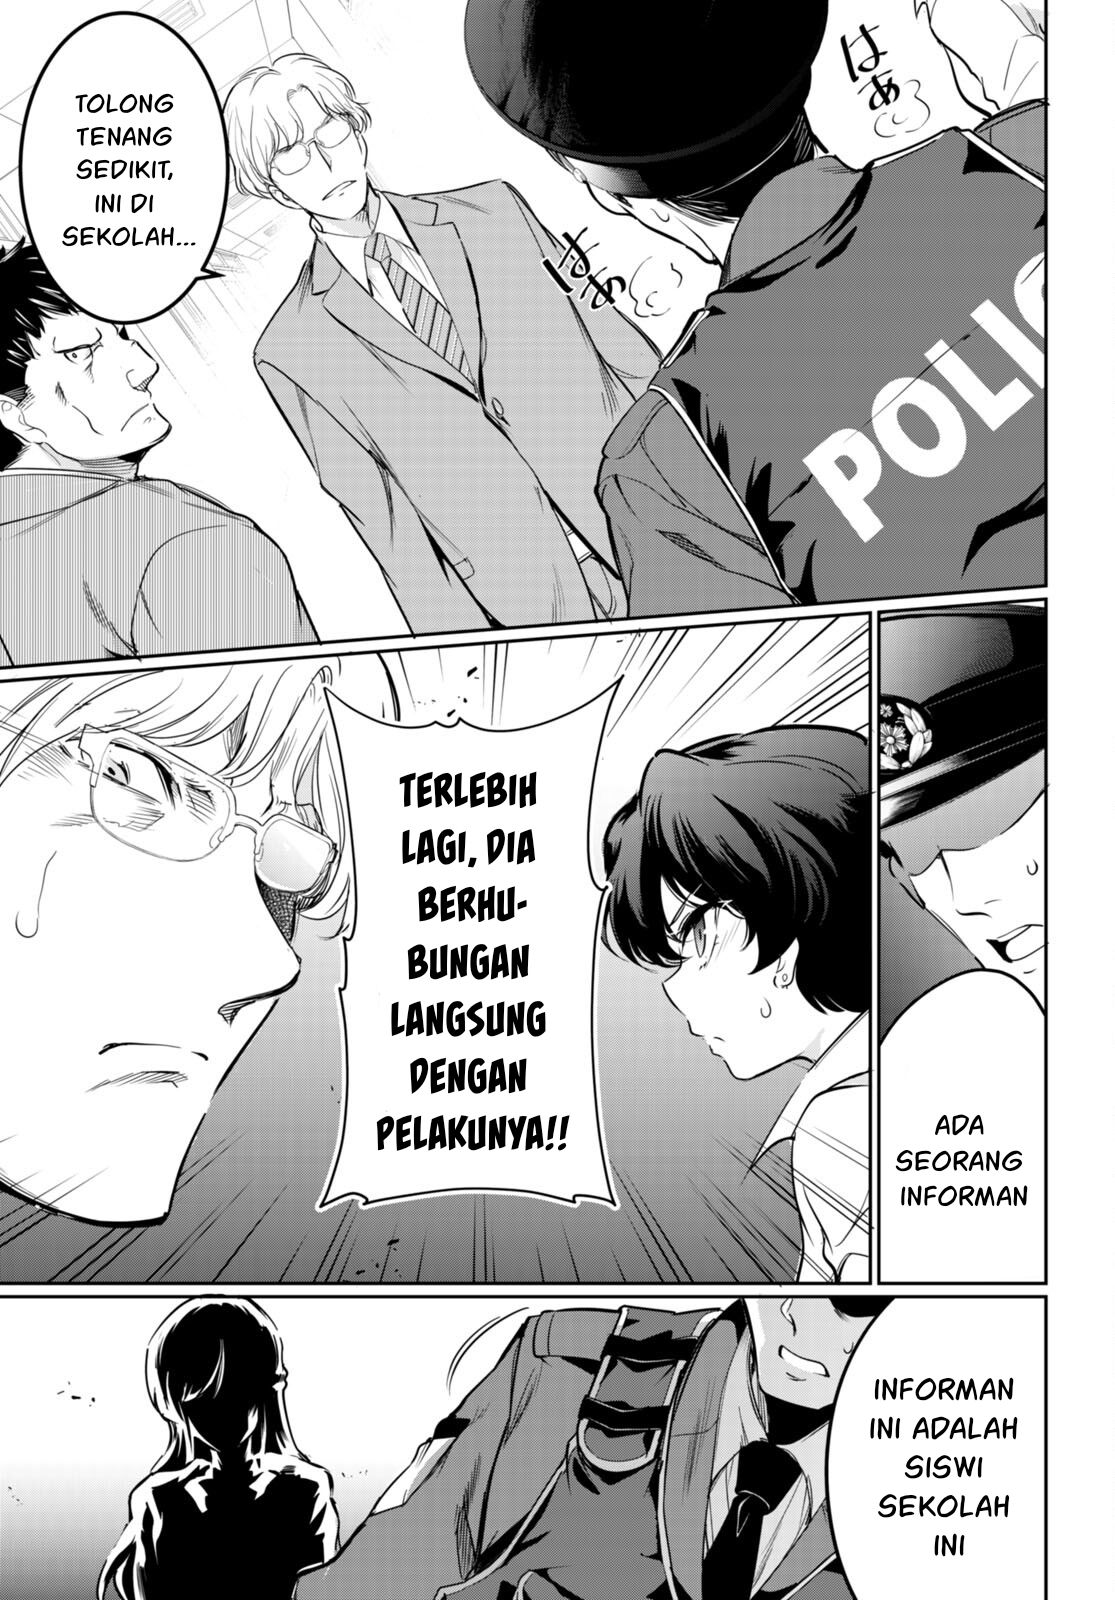 TOLONG
TENANG
SEDIKIT,
INI DI
SEKOLAH...
はぁ
はぁ
POLIC
ADA
SEORANG
INFORMAN
TERLEBIH
LAGI, DIA
BERHU-
BUNGAN
LANGSUNG
DENGAN
PELAKUNYA!!
INFORMAN
INI ADALAH
SISWI
SEKOLAH
INI